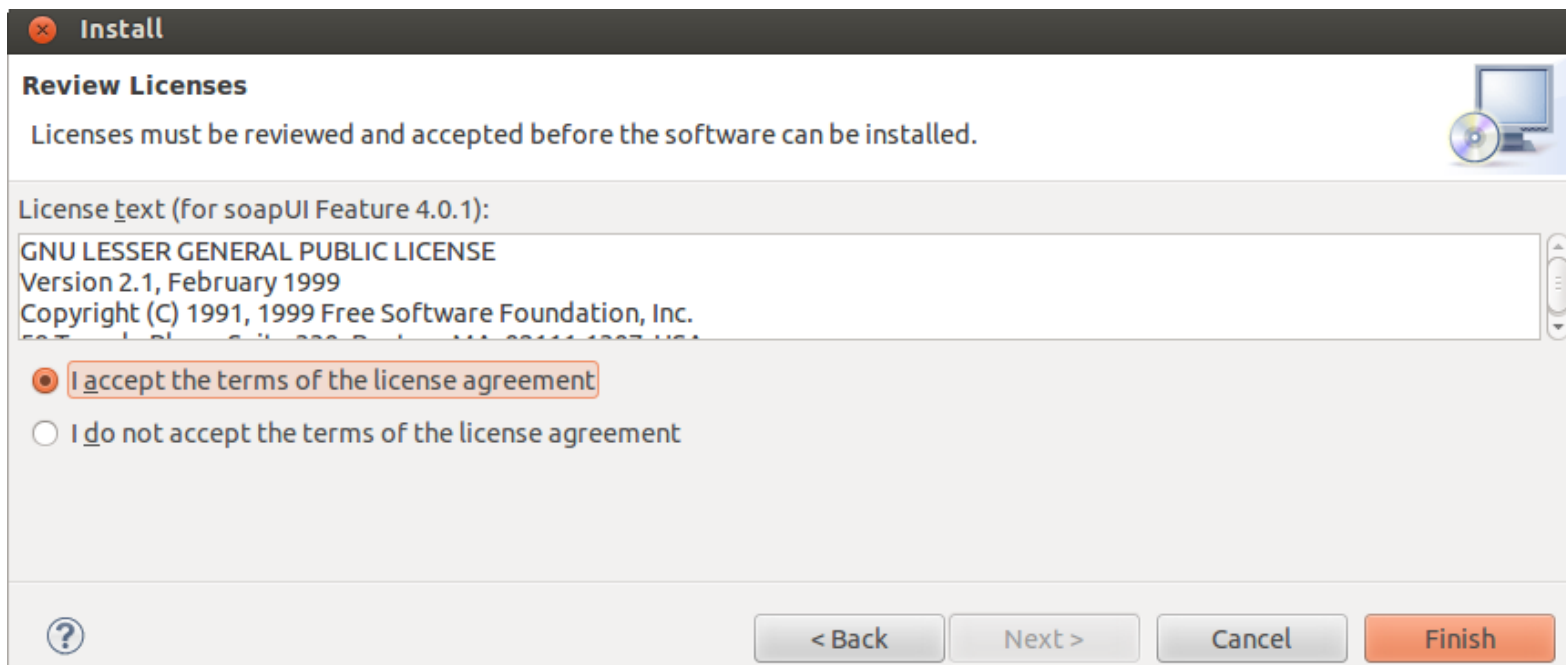 Install
Review Licenses
Licenses must be reviewed and accepted before the software can be installed.
License text (for soapUI Feature 4.0.1):
GNU LESSER GENERAL PUBLIC LICENSE
Version 2.1, February 1999
Copyright (C) 1991, 1999 Free Software Foundation, Inc.
I accept the terms of the license agreement
I do not accept the terms of the license agreement
< Back
Next >
Cancel
Finish